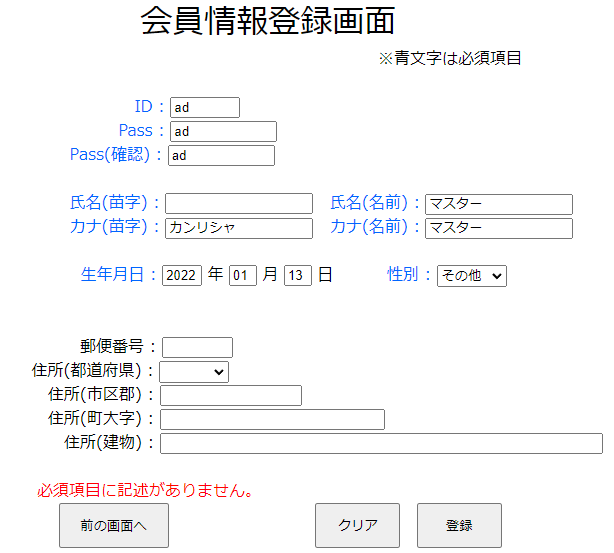 会員情報登録画面
※青文字は必須項目
ID : ad
Pass : ad
Pass(確認) : ad
氏名(苗字) : 氏名(名前) : マスター
カナ(苗字) : カンリシャ カナ(名前) : マスター
生年月日 : 2022 年 01 月 13 日 性別 : その他
郵便番号 :
住所(都道府県) :
住所(市区郡) :
住所(町大字) :
住所(建物) :
必須項目に記述がありません。
前の画面へ クリア 登録